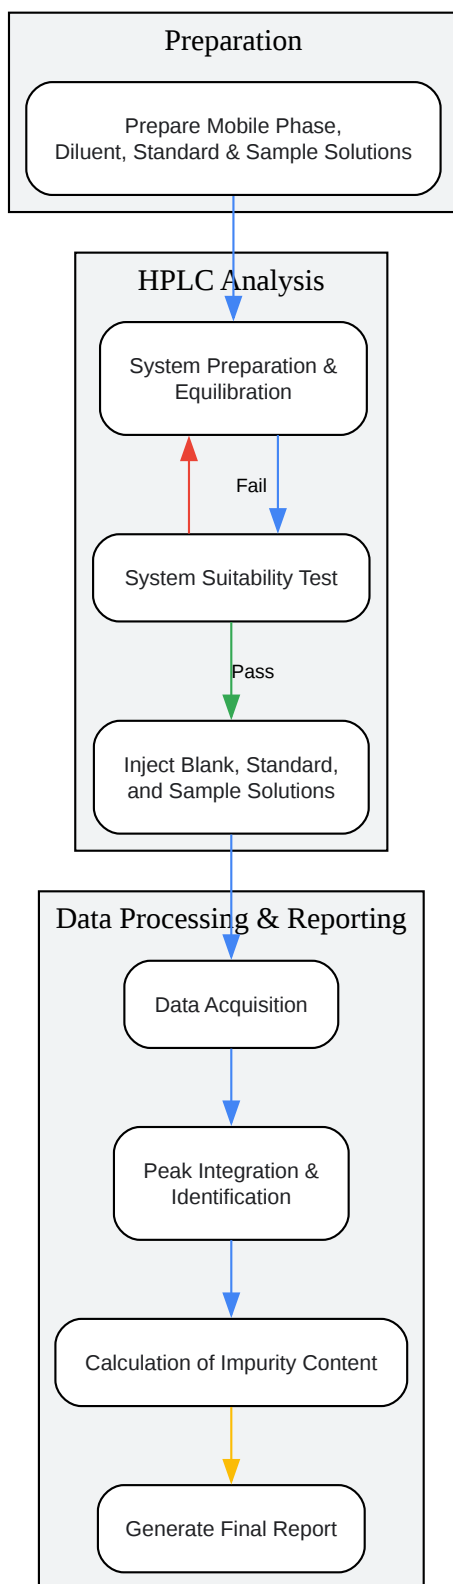 Preparation
Prepare Mobile Phase,
Diluent, Standard & Sample Solutions
HPLC Analysis
System Preparation &
Equilibration
Fail
System Suitability Test
Pass
Inject Blank, Standard,
and Sample Solutions
Data Processing & Reporting
Data Acquisition
Peak Integration &
Identification
Calculation of Impurity Content
Generate Final Report